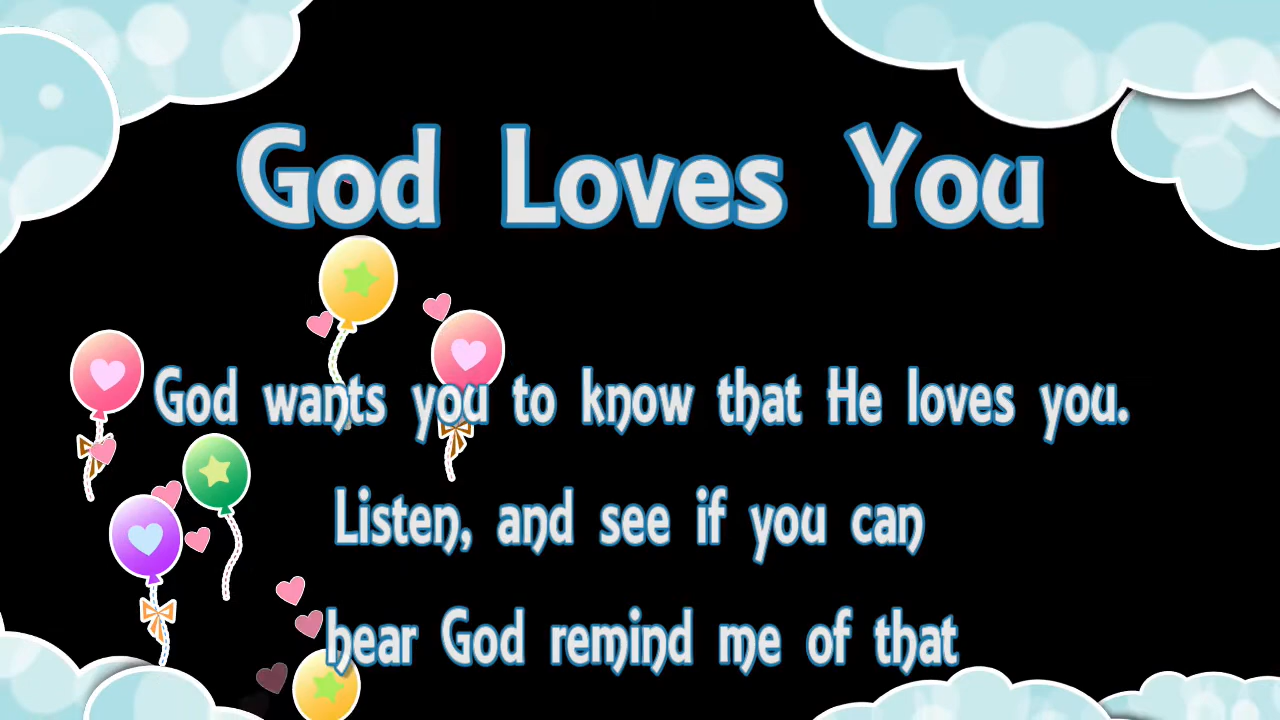 God Loves You
God wants you to know that He loves you.
Listen, and see if you can
hear God remind me of that